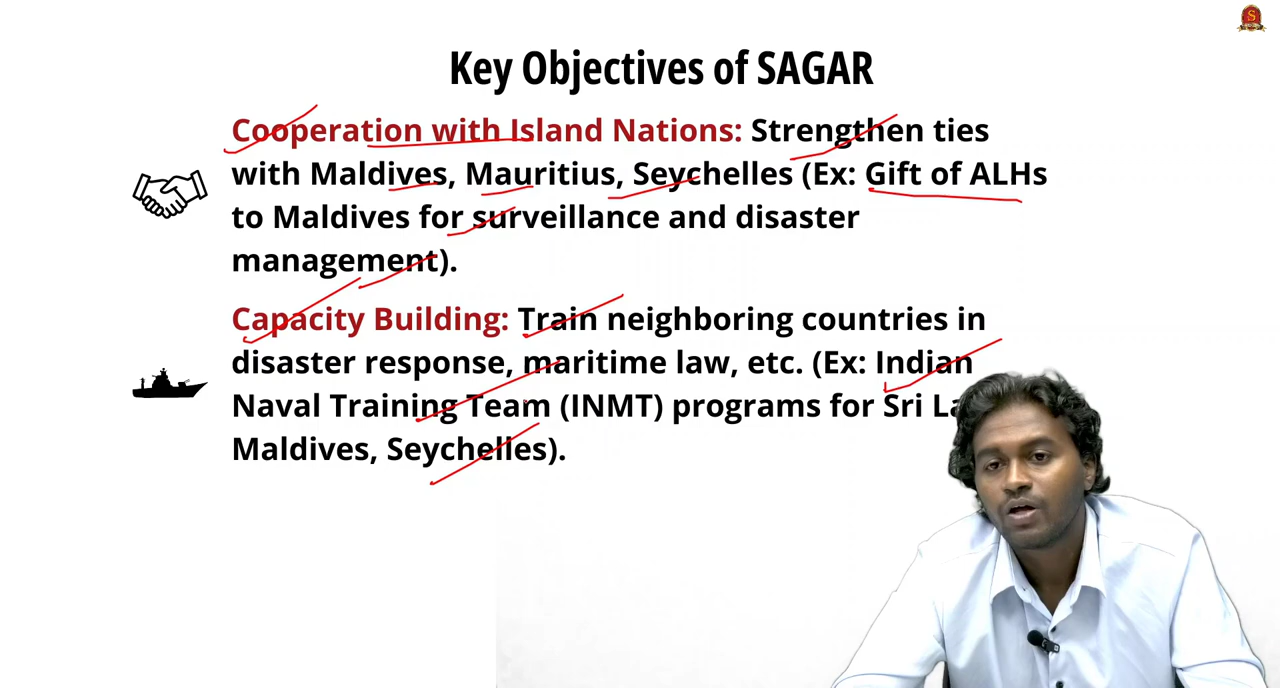 Key Objectives of SAGAR
Cooperation with Island Nations: Strengthen ties
with Maldives, Mauritius, Seychelles (Ex: Gift of ALHs
to Maldives for surveillance and disaster
management).
Capacity Building: Train neighboring countries in
disaster response, maritime law, etc. (Ex: Indian
Naval Training Team (INMT) programs for Sri
Maldives, Seychelles).